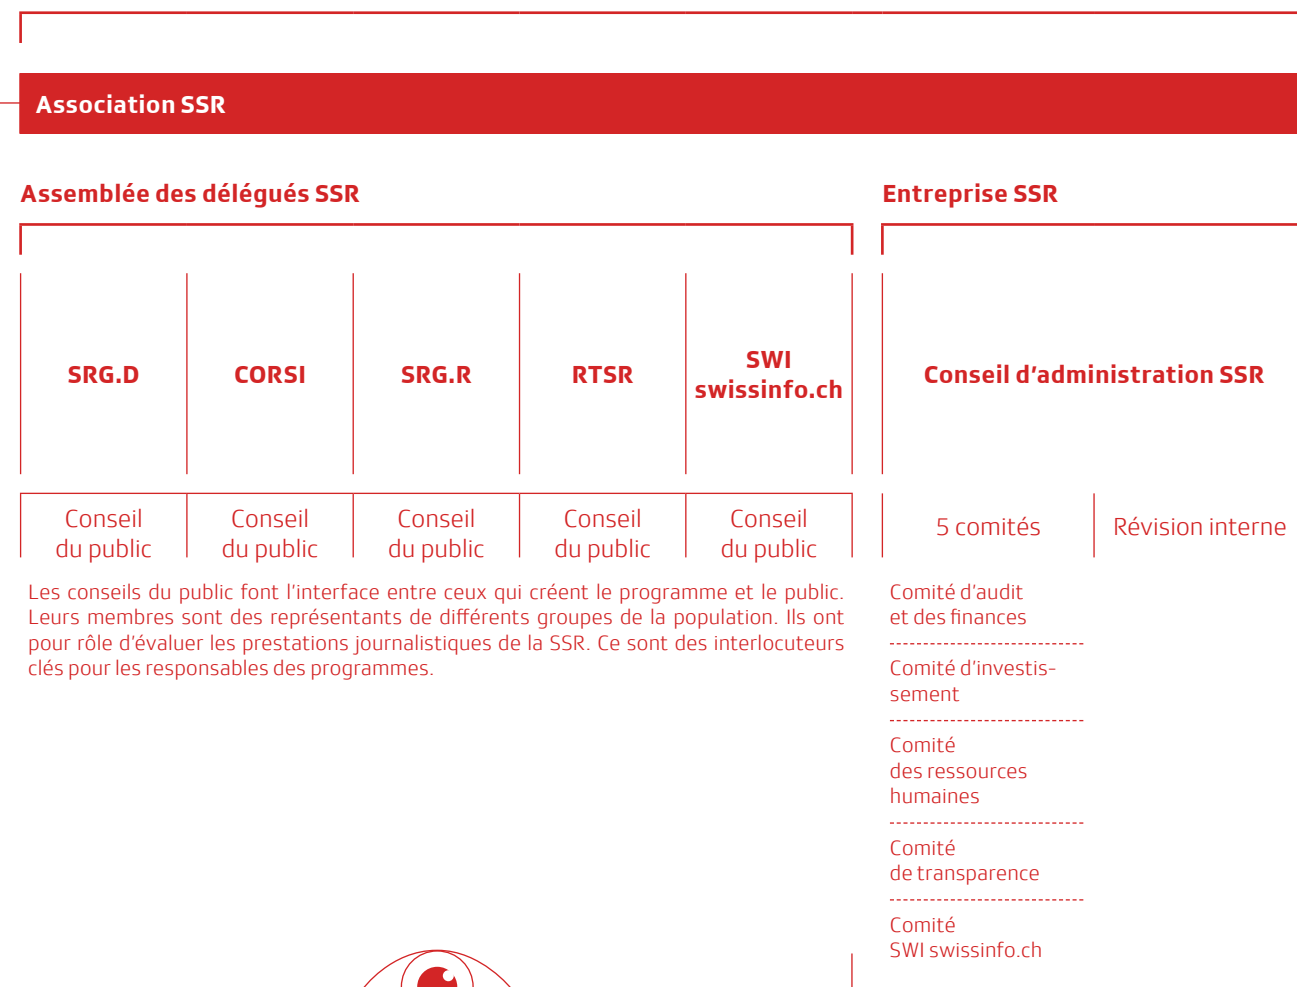 Association SSR
Assemblée des délégués SSR
Entreprise SSR
SRG.D
CORSI
SRG.R
RTSR
SWI
swissinfo.ch
Conseil d’administration SSR
Conseil
du public
Conseil
du public
Conseil
du public
Conseil
du public
Conseil
du public
5 comités
Révision interne
Les conseils du public font l’interface entre ceux qui créent le programme et le public.
Leurs membres sont des représentants de différents groupes de la population. Ils ont
pour rôle d’évaluer les prestations journalistiques de la SSR. Ce sont des interlocuteurs
clés pour les responsables des programmes.
Comité d’audit
et des finances
Comité d’investis-
sement
Comité
des ressources
humaines
Comité
de transparence
Comité
SWI swissinfo.ch